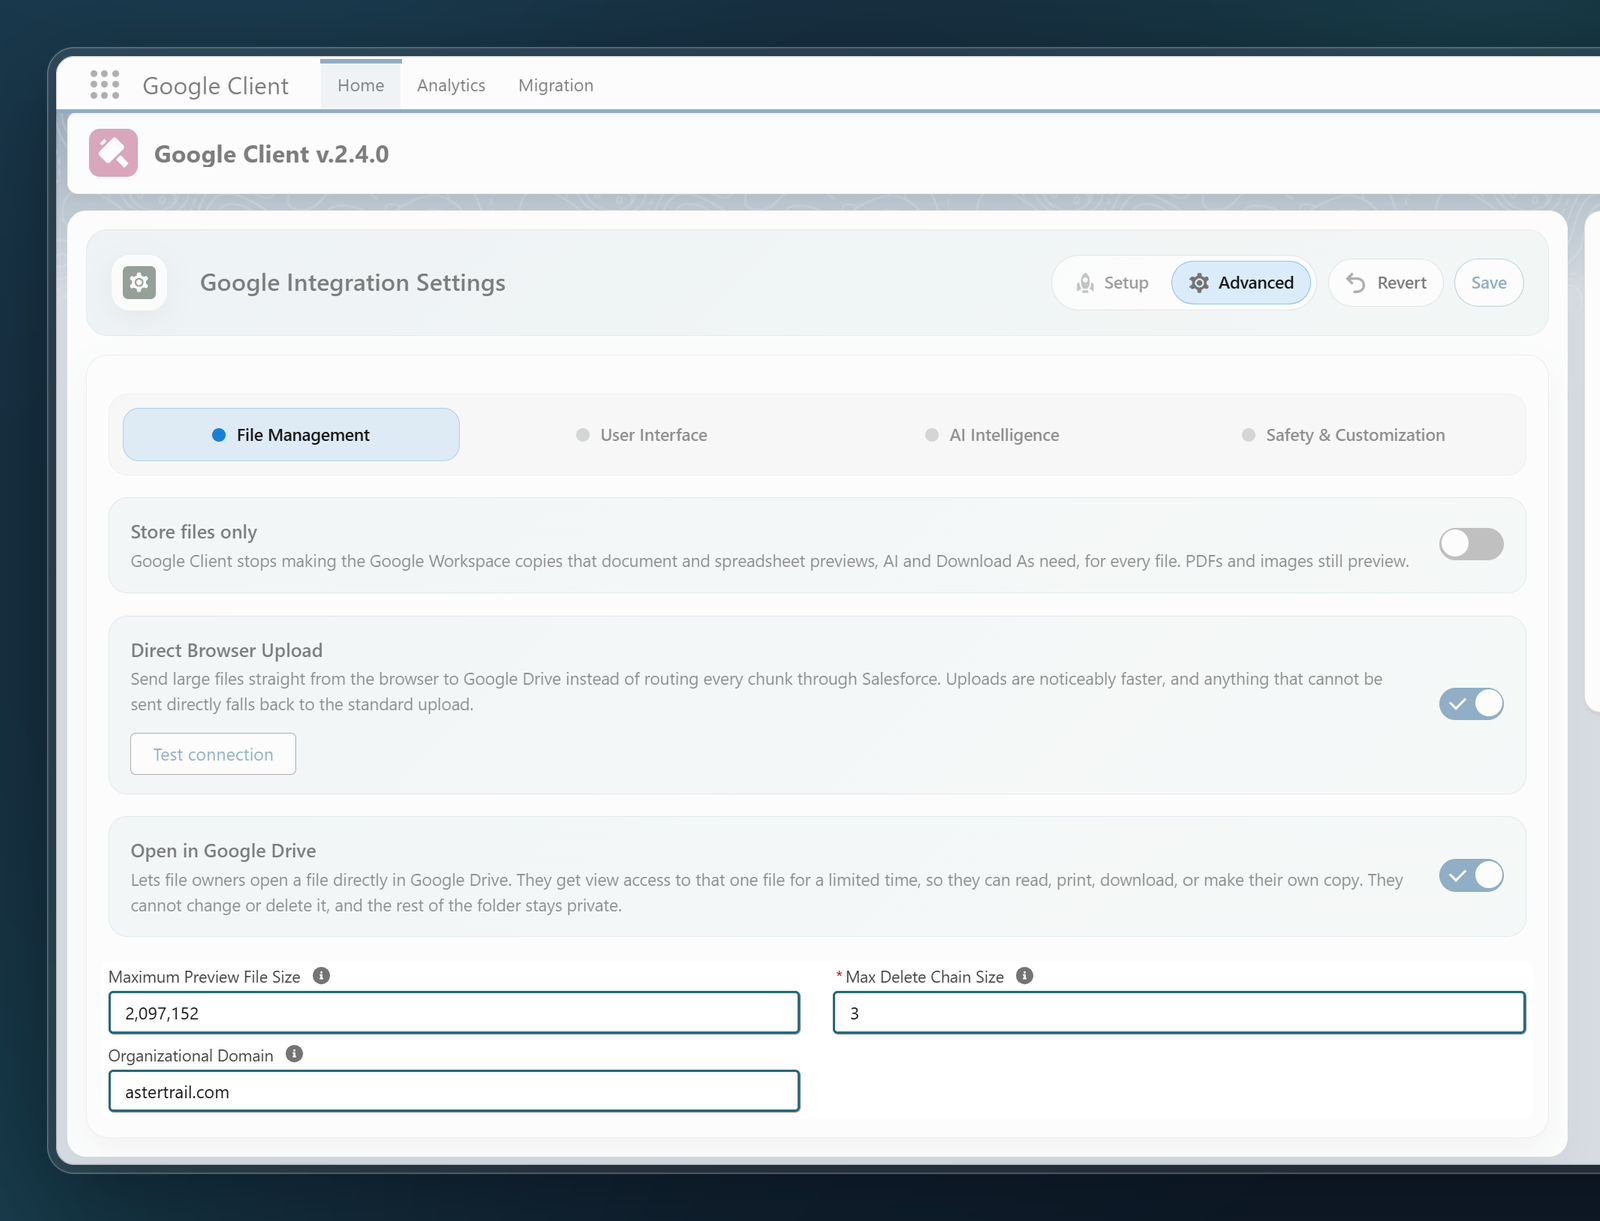 Google Client
Home
Analytics
Migration
Google Client v.2.4.0
Google Integration Settings
Setup
Advanced
Revert
Save
File Management
User Interface
AI Intelligence
Safety & Customization
Store files only
Google Client stops making the Google Workspace copies that document and spreadsheet previews, AI and Download As need, for every file. PDFs and images still preview.
Direct Browser Upload
Send large files straight from the browser to Google Drive instead of routing every chunk through Salesforce. Uploads are noticeably faster, and anything that cannot be
sent directly falls back to the standard upload.
Test connection
Open in Google Drive
Lets file owners open a file directly in Google Drive. They get view access to that one file for a limited time, so they can read, print, download, or make their own copy. They
cannot change or delete it, and the rest of the folder stays private.
Maximum Preview File Size
2,097,152
* Max Delete Chain Size
3
Organizational Domain
astertrail.com